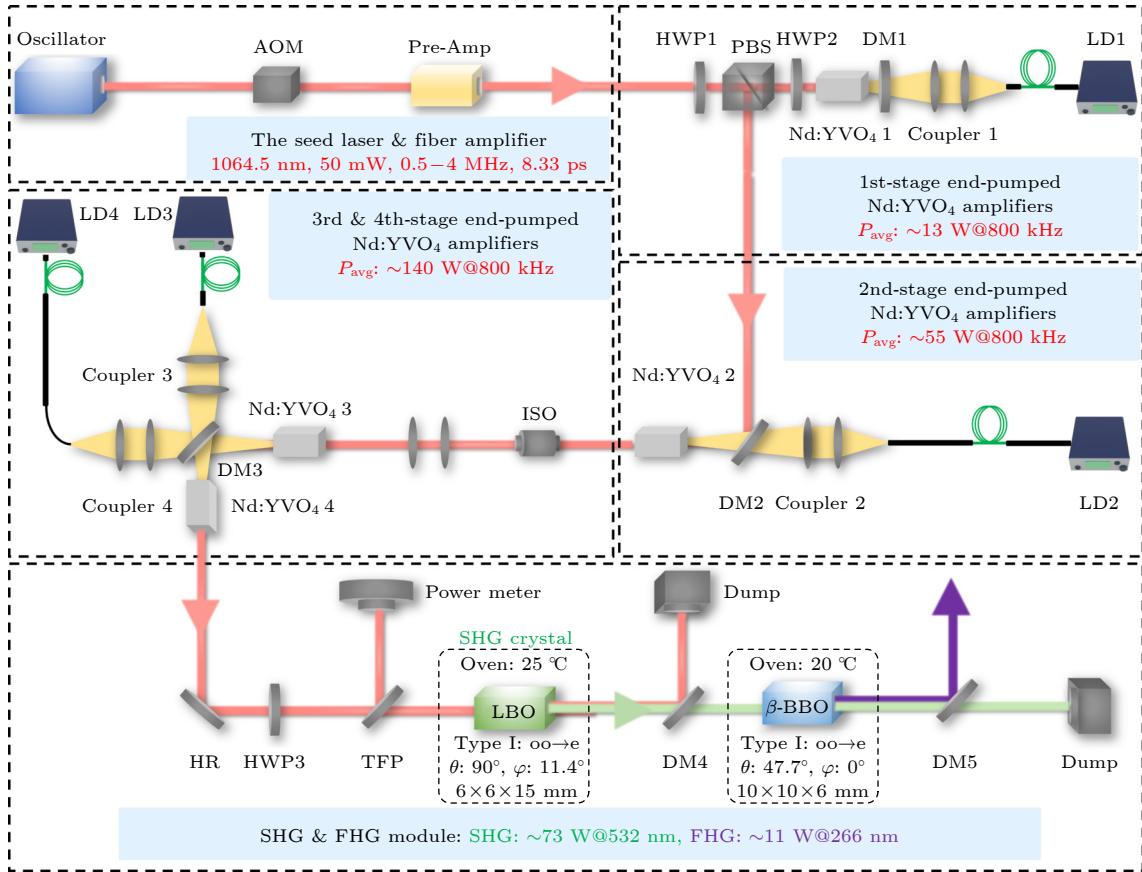 Oscillator
AOM
Pre-Amp
The seed laser & fiber amplifier
1064.5 nm, 50 mW, 0.5−4 MHz, 8.33 ps
HWP1
PBS
HWP2
DM1
LD1
Nd:YVO₄ 1
Coupler 1
1st-stage end-pumped
Nd:YVO₄ amplifiers
Pavg: ~13 W@800 kHz
LD4
LD3
3rd & 4th-stage end-pumped
Nd:YVO₄ amplifiers
Pavg: ~140 W@800 kHz
Coupler 3
Nd:YVO₄ 3
ISO
DM3
Coupler 4
Nd:YVO₄ 4
2nd-stage end-pumped
Nd:YVO₄ amplifiers
Pavg: ~55 W@800 kHz
Nd:YVO₄ 2
DM2
Coupler 2
LD2
Power meter
Dump
SHG crystal
Oven: 25 ℃
LBO
Type I: oo→e
θ: 90°, φ: 11.4°
6×6×15 mm
Oven: 20 ℃
β-BBO
Type I: oo→e
θ: 47.7°, φ: 0°
10×10×6 mm
HR
HWP3
TFP
DM4
DM5
Dump
SHG & FHG module: SHG: ~73 W@532 nm, FHG: ~11 W@266 nm